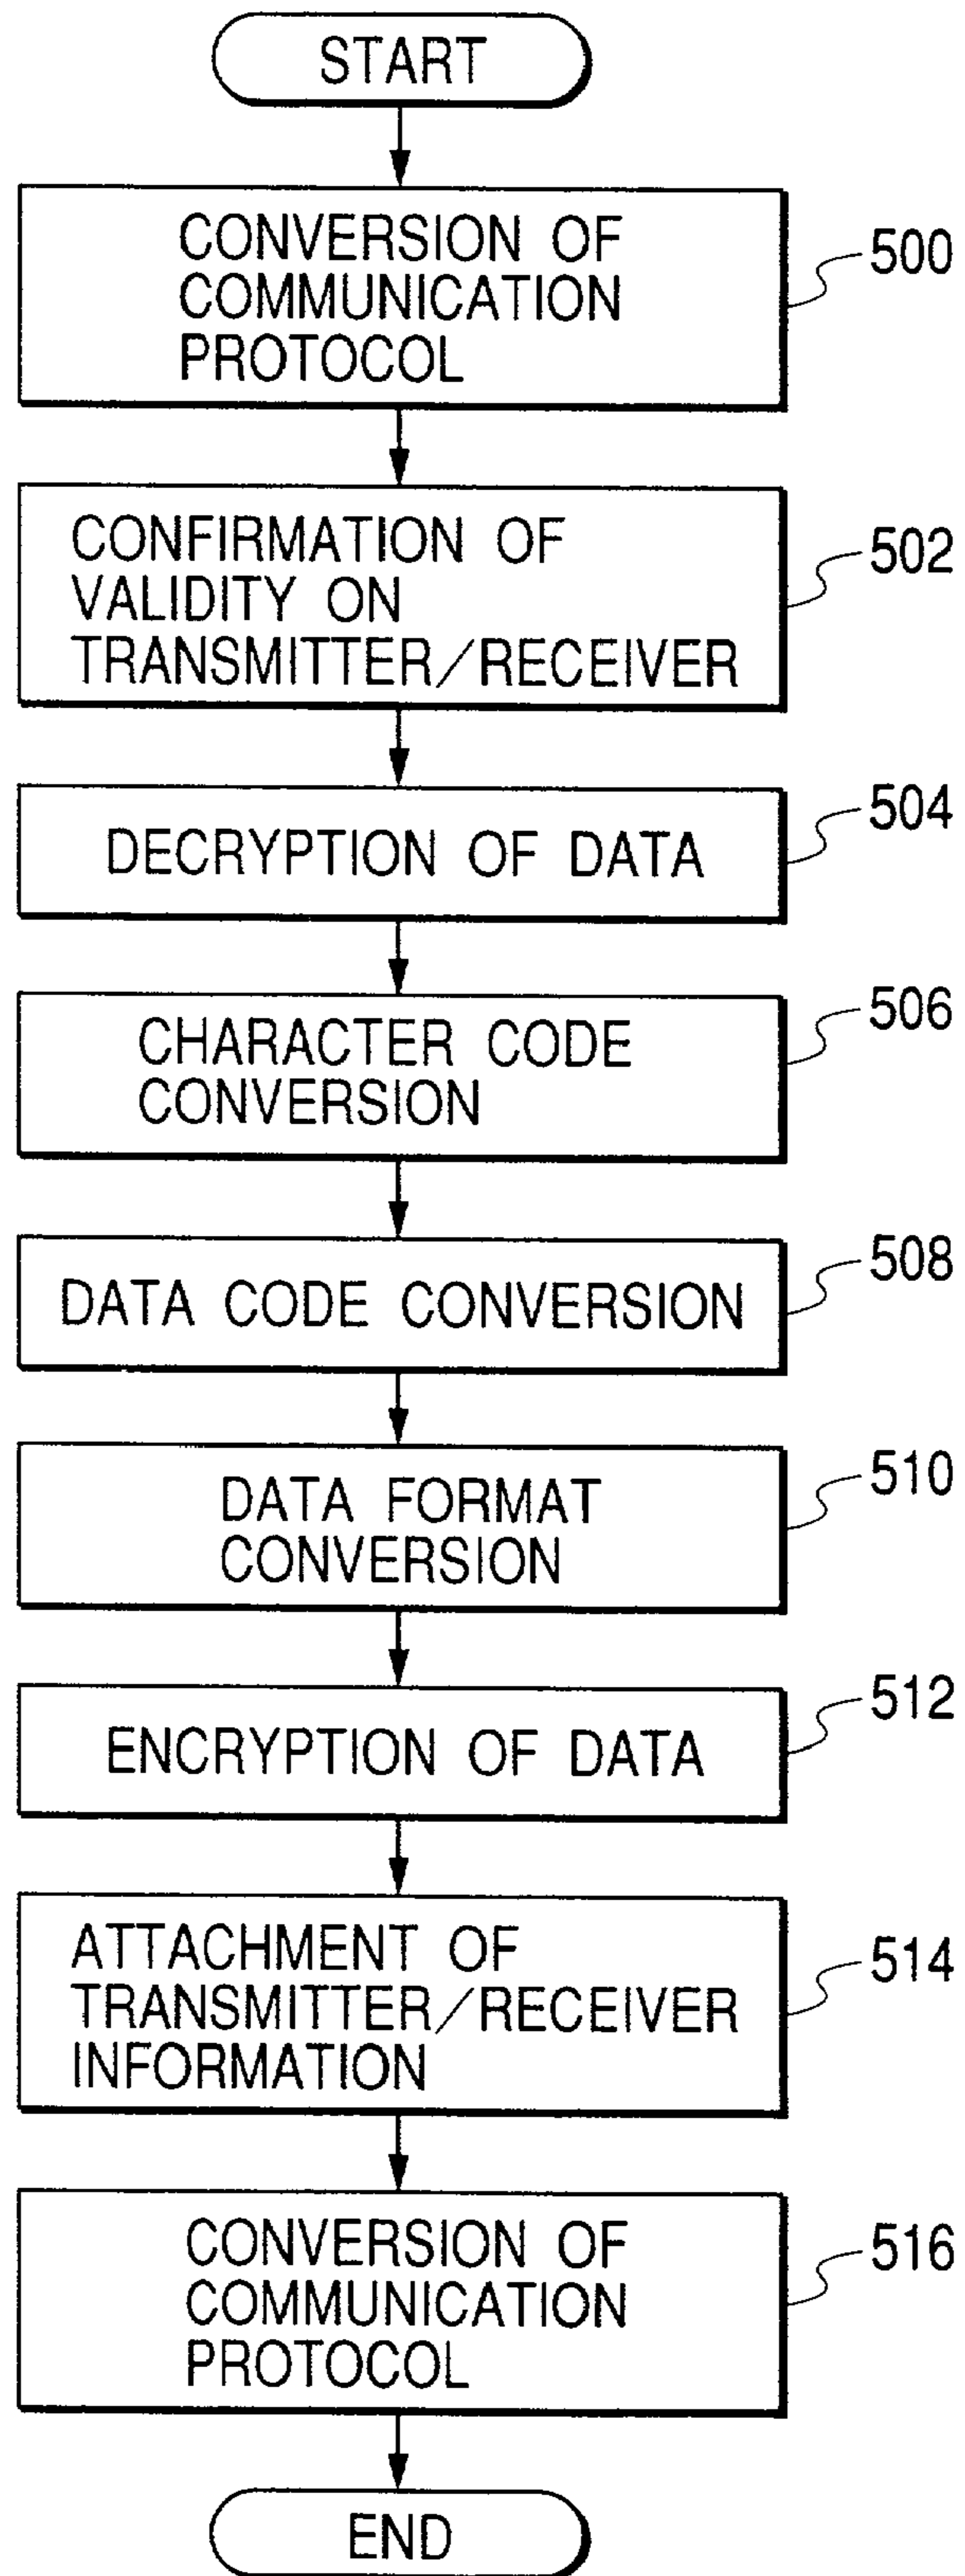 START
CONVERSION OF
COMMUNICATION
PROTOCOL
500
CONFIRMATION OF
VALIDITY ON
TRANSMITTER/RECEIVER
502
DECRYPTION OF DATA
504
CHARACTER CODE
CONVERSION
506
DATA CODE CONVERSION
508
DATA FORMAT
CONVERSION
510
ENCRYPTION OF DATA
512
ATTACHMENT OF
TRANSMITTER/RECEIVER
INFORMATION
514
CONVERSION OF
COMMUNICATION
PROTOCOL
516
END